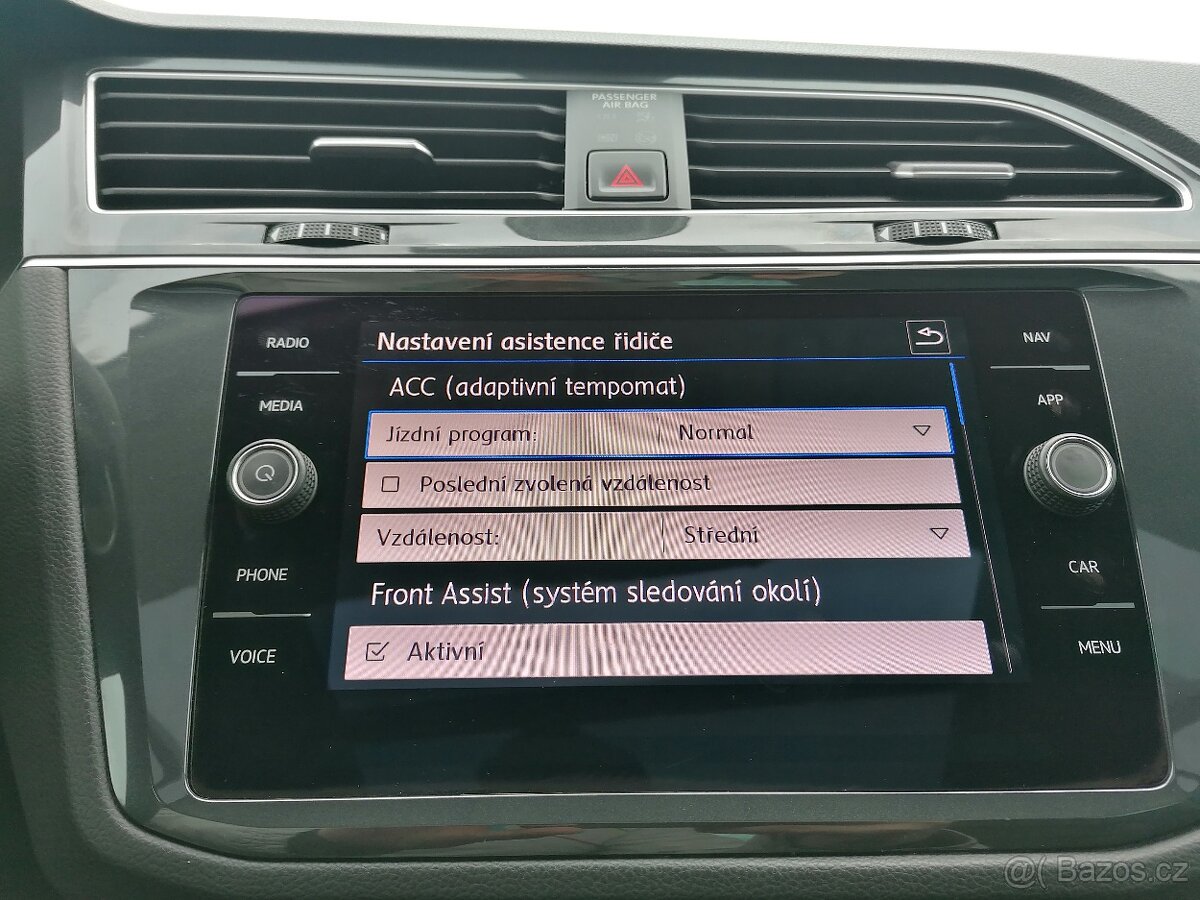 PASSENGER
AIR BAG
RADIO
MEDIA
PHONE
VOICE
Nastavení asistence řidiče
ACC (adaptivní tempomat)
Jízdní program: Normal
Poslední zvolená vzdálenost
Vzdálenost: Střední
Front Assist (systém sledování okolí)
Aktivní
NAV
APP
CAR
MENU
@( Bazos.cz